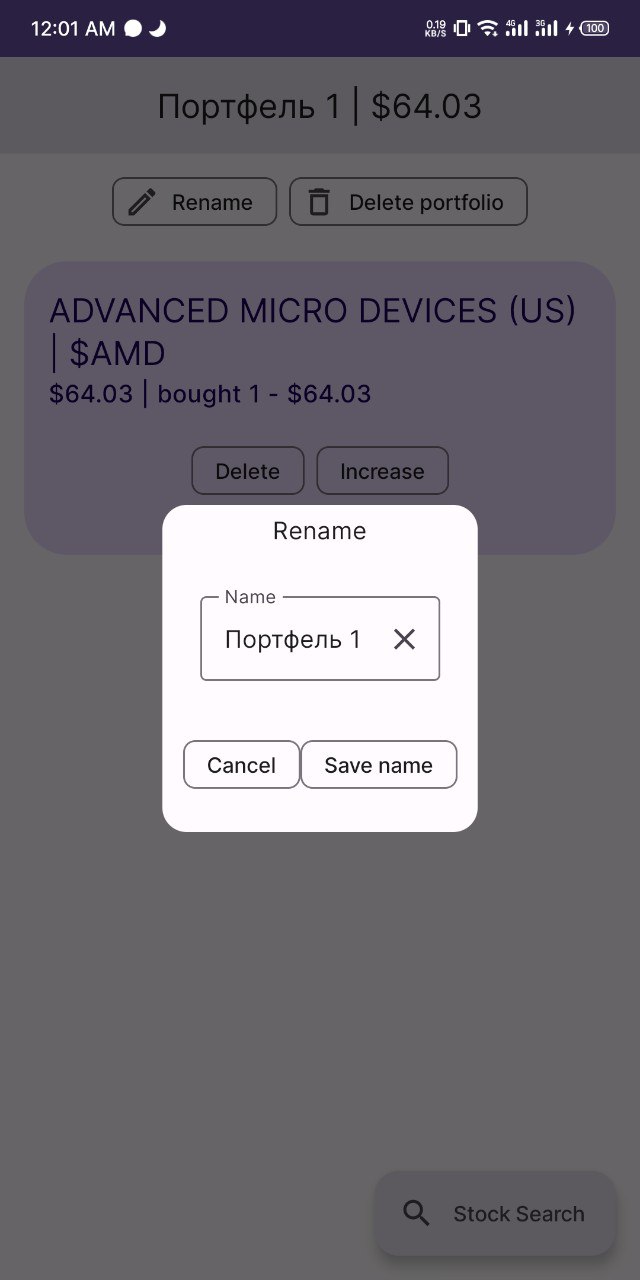 12:01 AM
0.19
KB/S
4G
3G
100
Портфель 1 | $64.03
Rename
Delete portfolio
ADVANCED MICRO DEVICES (US)
| $AMD
$64.03 | bought 1 - $64.03
Delete
Increase
Rename
Name
Портфель 1
Cancel
Save name
Stock Search